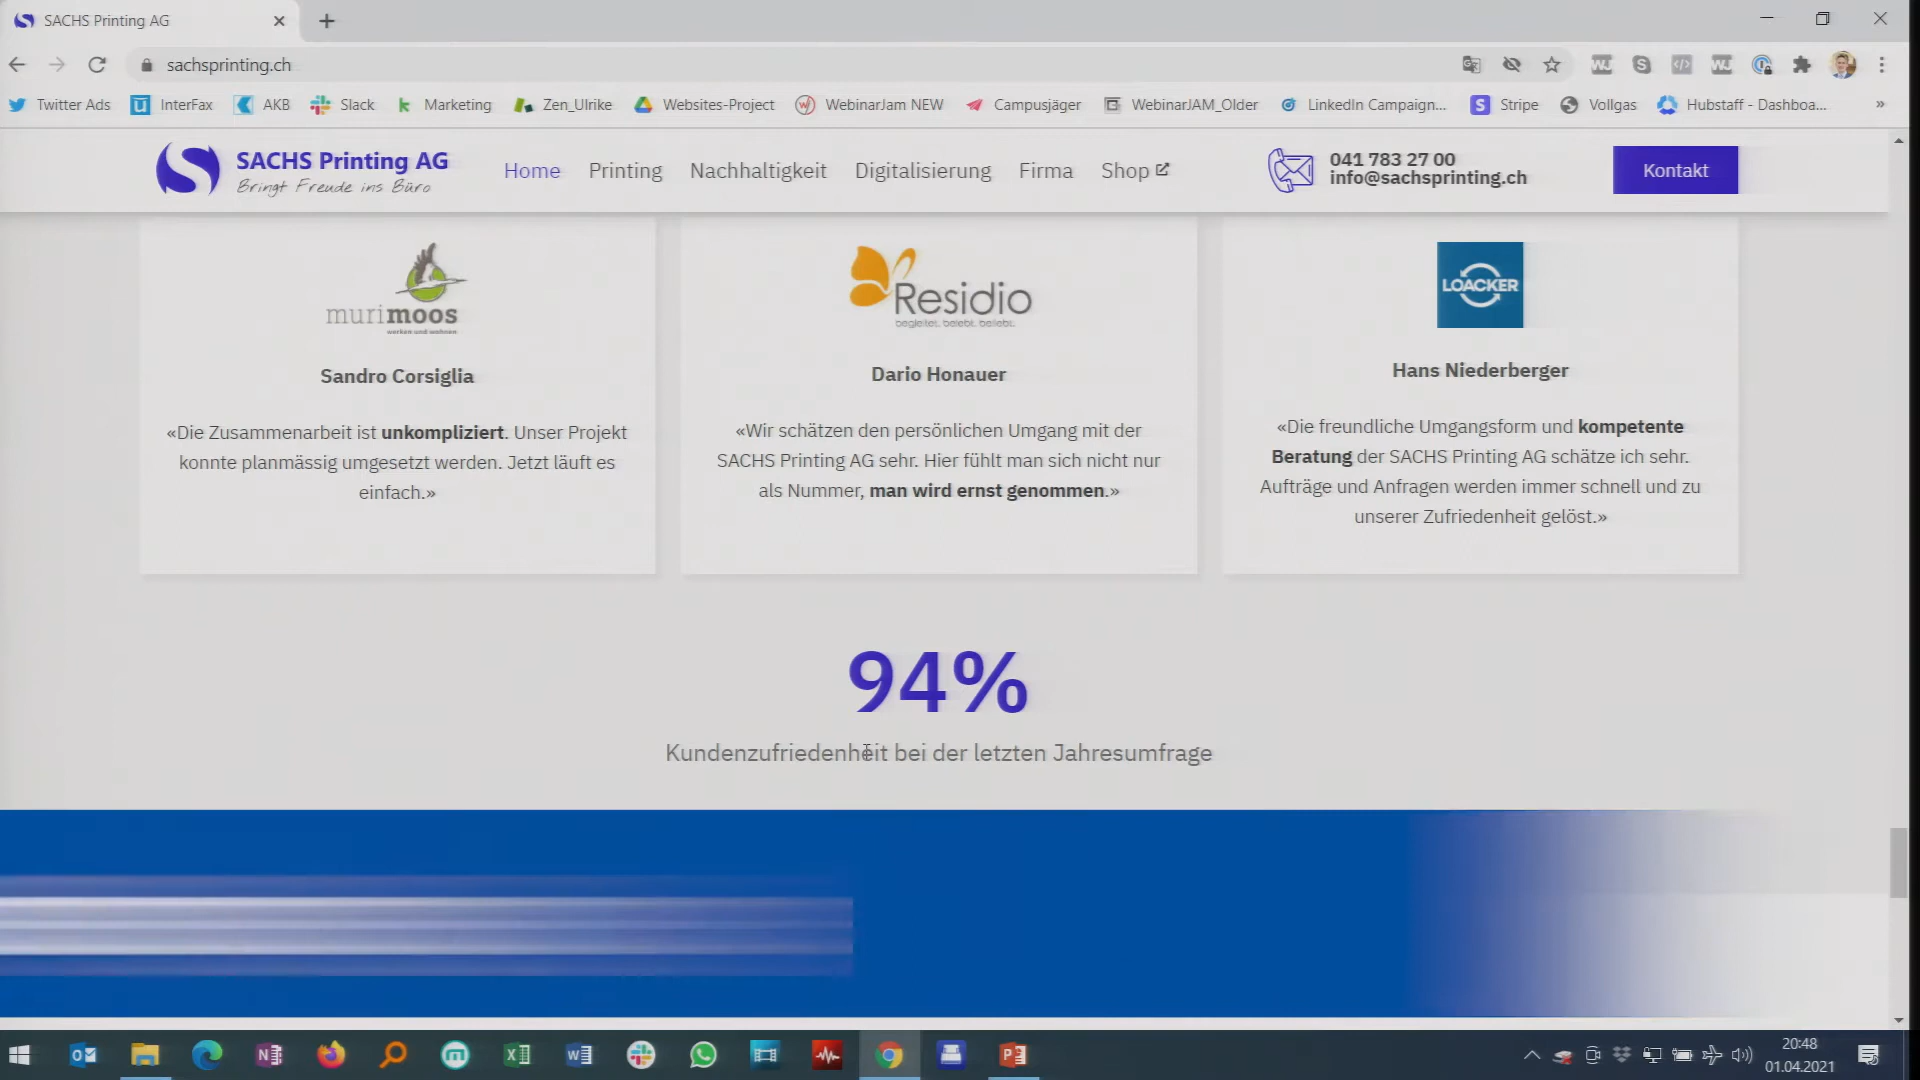 SACHS Printing AG
sachsprinting.ch
Twitter Ads InterFax AKB Slack Marketing Zen_Ulrike Websites-Project WebinarJam NEW Campusjäger WebinarJAM_Older LinkedIn Campaign... Stripe Vollgas Hubstaff - Dashboa... »
SACHS Printing AG
Bringt Freude ins Büro
Home Printing Nachhaltigkeit Digitalisierung Firma Shop
041 783 27 00
info@sachsprinting.ch
Kontakt
murimoos
werken und wohnen
Sandro Corsiglia
«Die Zusammenarbeit ist unkompliziert. Unser Projekt
konnte planmässig umgesetzt werden. Jetzt läuft es
einfach.»
Residio
begleitet. belebt. beliebt.
Dario Honauer
«Wir schätzen den persönlichen Umgang mit der
SACHS Printing AG sehr. Hier fühlt man sich nicht nur
als Nummer, man wird ernst genommen.»
LOACKER
Hans Niederberger
«Die freundliche Umgangsform und kompetente
Beratung der SACHS Printing AG schätze ich sehr.
Aufträge und Anfragen werden immer schnell und zu
unserer Zufriedenheit gelöst.»
94%
Kundenzufriedenheit bei der letzten Jahresumfrage
20:48
01.04.2021